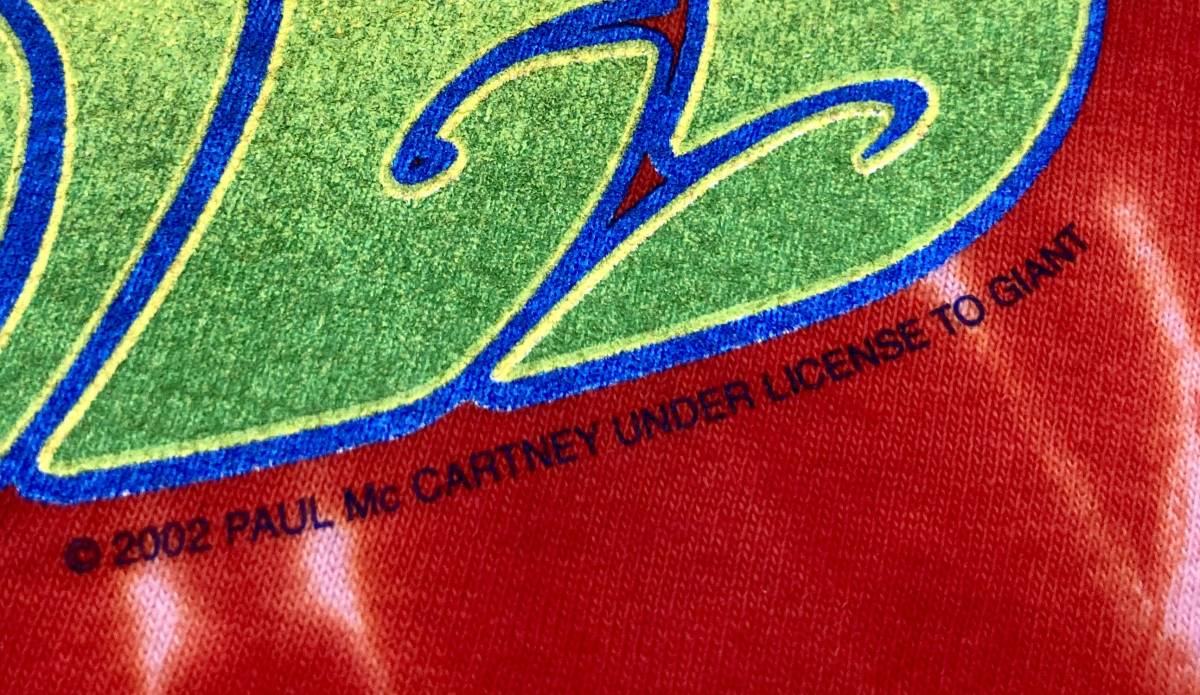 © 2002 PAUL Mc CARTNEY UNDER LICENSE TO GIANT